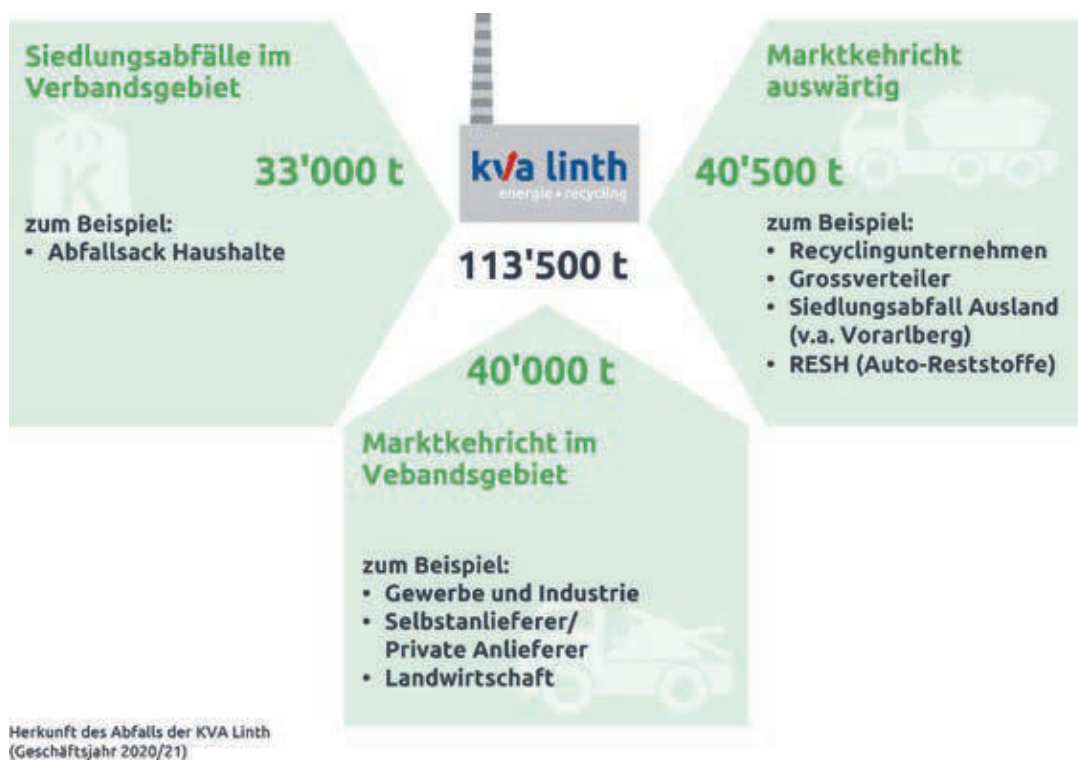 Siedlungsabfälle im
Verbandsgebiet
33'000 t
zum Beispiel:
• Abfallsack Haushalte
K
kva linth
energie • recycling
113'500 t
Marktkehricht
auswärtig
40'500 t
zum Beispiel:
• Recyclingunternehmen
• Grossverteiler
• Siedlungsabfall Ausland
(v.a. Vorarlberg)
• RESH (Auto-Reststoffe)
40'000 t
Marktkehricht im
Vebandsgebiet
zum Beispiel:
• Gewerbe und Industrie
• Selbstanlieferer/
Private Anlieferer
• Landwirtschaft
Herkunft des Abfalls der KVA Linth
(Geschäftsjahr 2020/21)